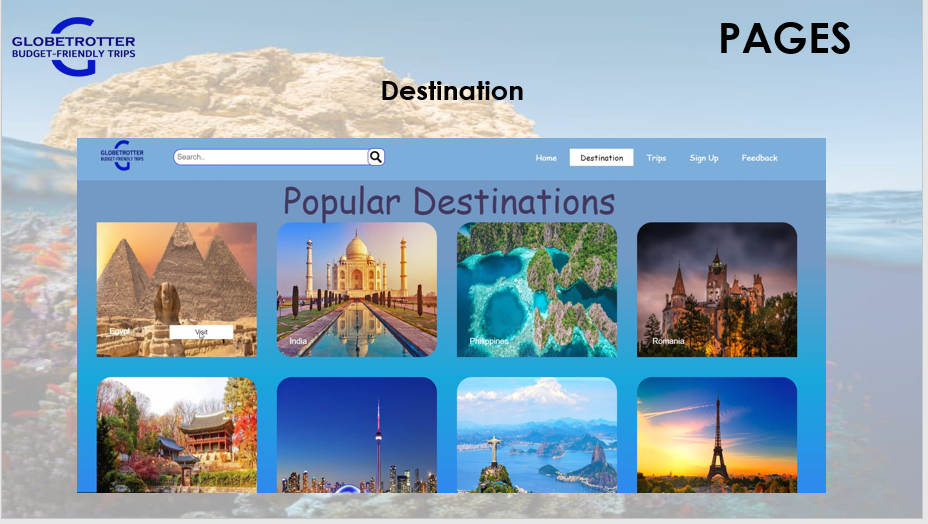 GLOBETROTTER
BUDGET-FRIENDLY TRIPS
PAGES
Destination
GLOBETROTTER
BUDGET-FRIENDLY TRIPS
Search..
Home
Destination
Trips
Sign Up
Feedback
Popular Destinations
Egypt
Visit
India
Philippines
Romania